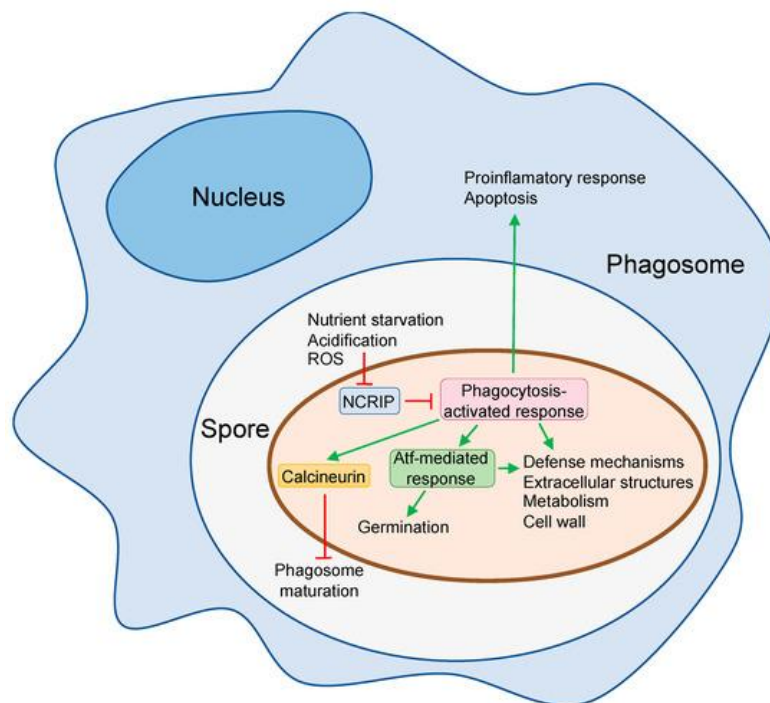 Nucleus
Proinflamatory response
Apoptosis
Phagosome
Nutrient starvation
Acidification
ROS
NCRIP
Phagocytosis-
activated response
Spore
Calcineurin
Atf-mediated
response
Defense mechanisms
Extracellular structures
Metabolism
Cell wall
Germination
Phagosome
maturation